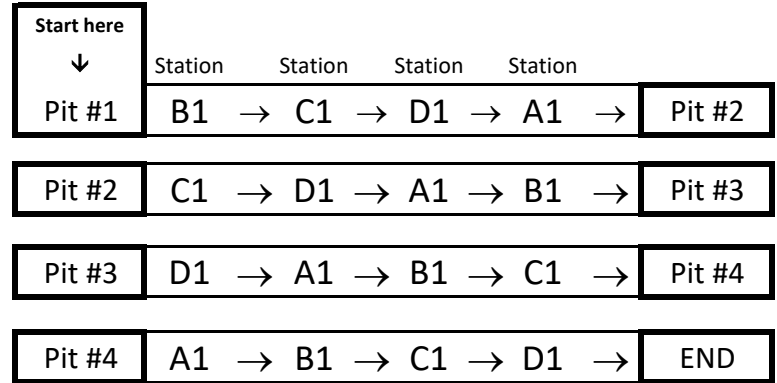 Start here
↓
Station Station Station Station
Pit #1 B1 → C1 → D1 → A1 → Pit #2
Pit #2 C1 → D1 → A1 → B1 → Pit #3
Pit #3 D1 → A1 → B1 → C1 → Pit #4
Pit #4 A1 → B1 → C1 → D1 → END